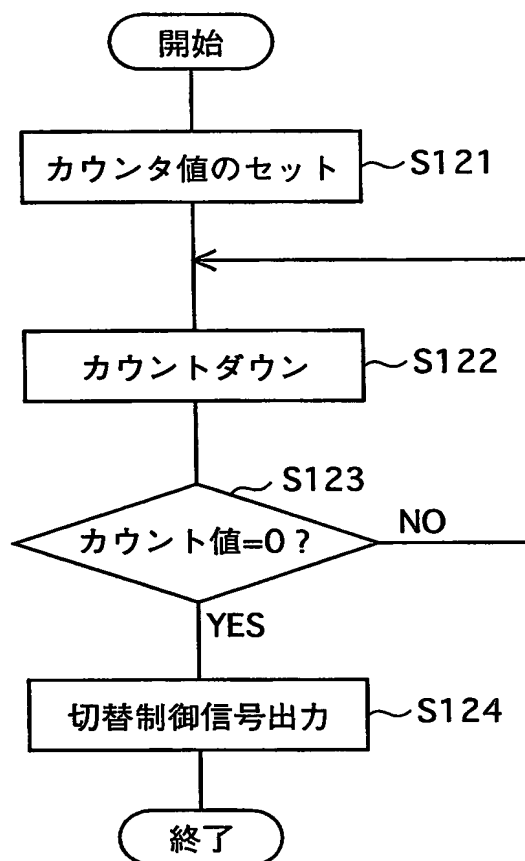 開始
カウンタ値のセット
S121
カウントダウン
S122
S123
カウント値=0?
NO
YES
切替制御信号出力
S124
終了